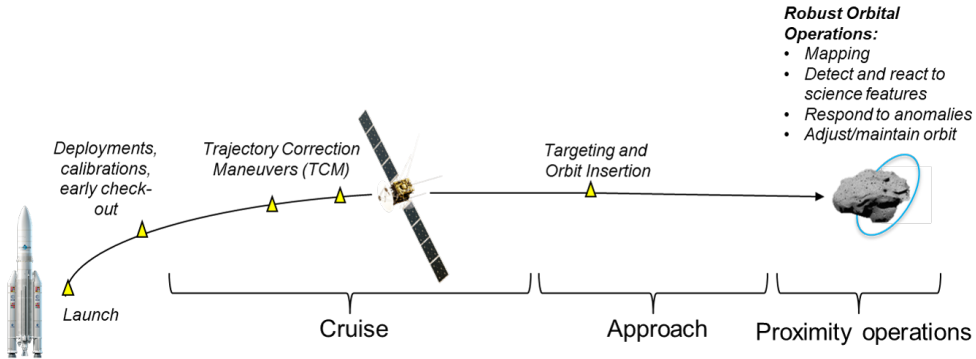 Robust Orbital
Operations:
• Mapping
• Detect and react to
science features
• Respond to anomalies
• Adjust/maintain orbit
Deployments,
calibrations,
early check-
out
Trajectory Correction
Maneuvers (TCM)
Targeting and
Orbit Insertion
Launch
Cruise
Approach
Proximity operations